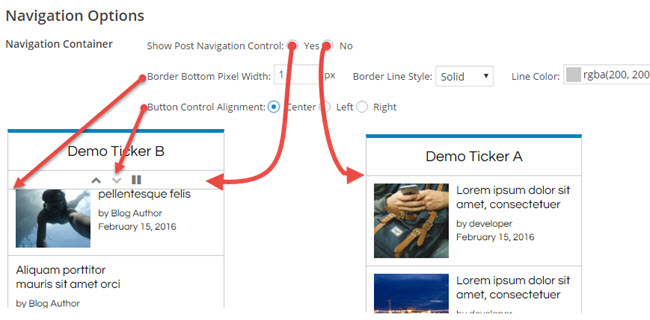 Navigation Options
Navigation Container Show Post Navigation Control: Yes No
Border Bottom Pixel Width: 1 px Border Line Style: Solid Line Color: rgba(200, 200
Button Control Alignment: Center Left Right
Demo Ticker B
pellentesque felis
by Blog Author
February 15, 2016
Aliquam porttitor
mauris sit amet orci
by Blog Author
Demo Ticker A
Lorem ipsum dolor sit
amet, consectetuer
by developer
February 15, 2016
Lorem ipsum dolor sit
amet, consectetuer
by developer